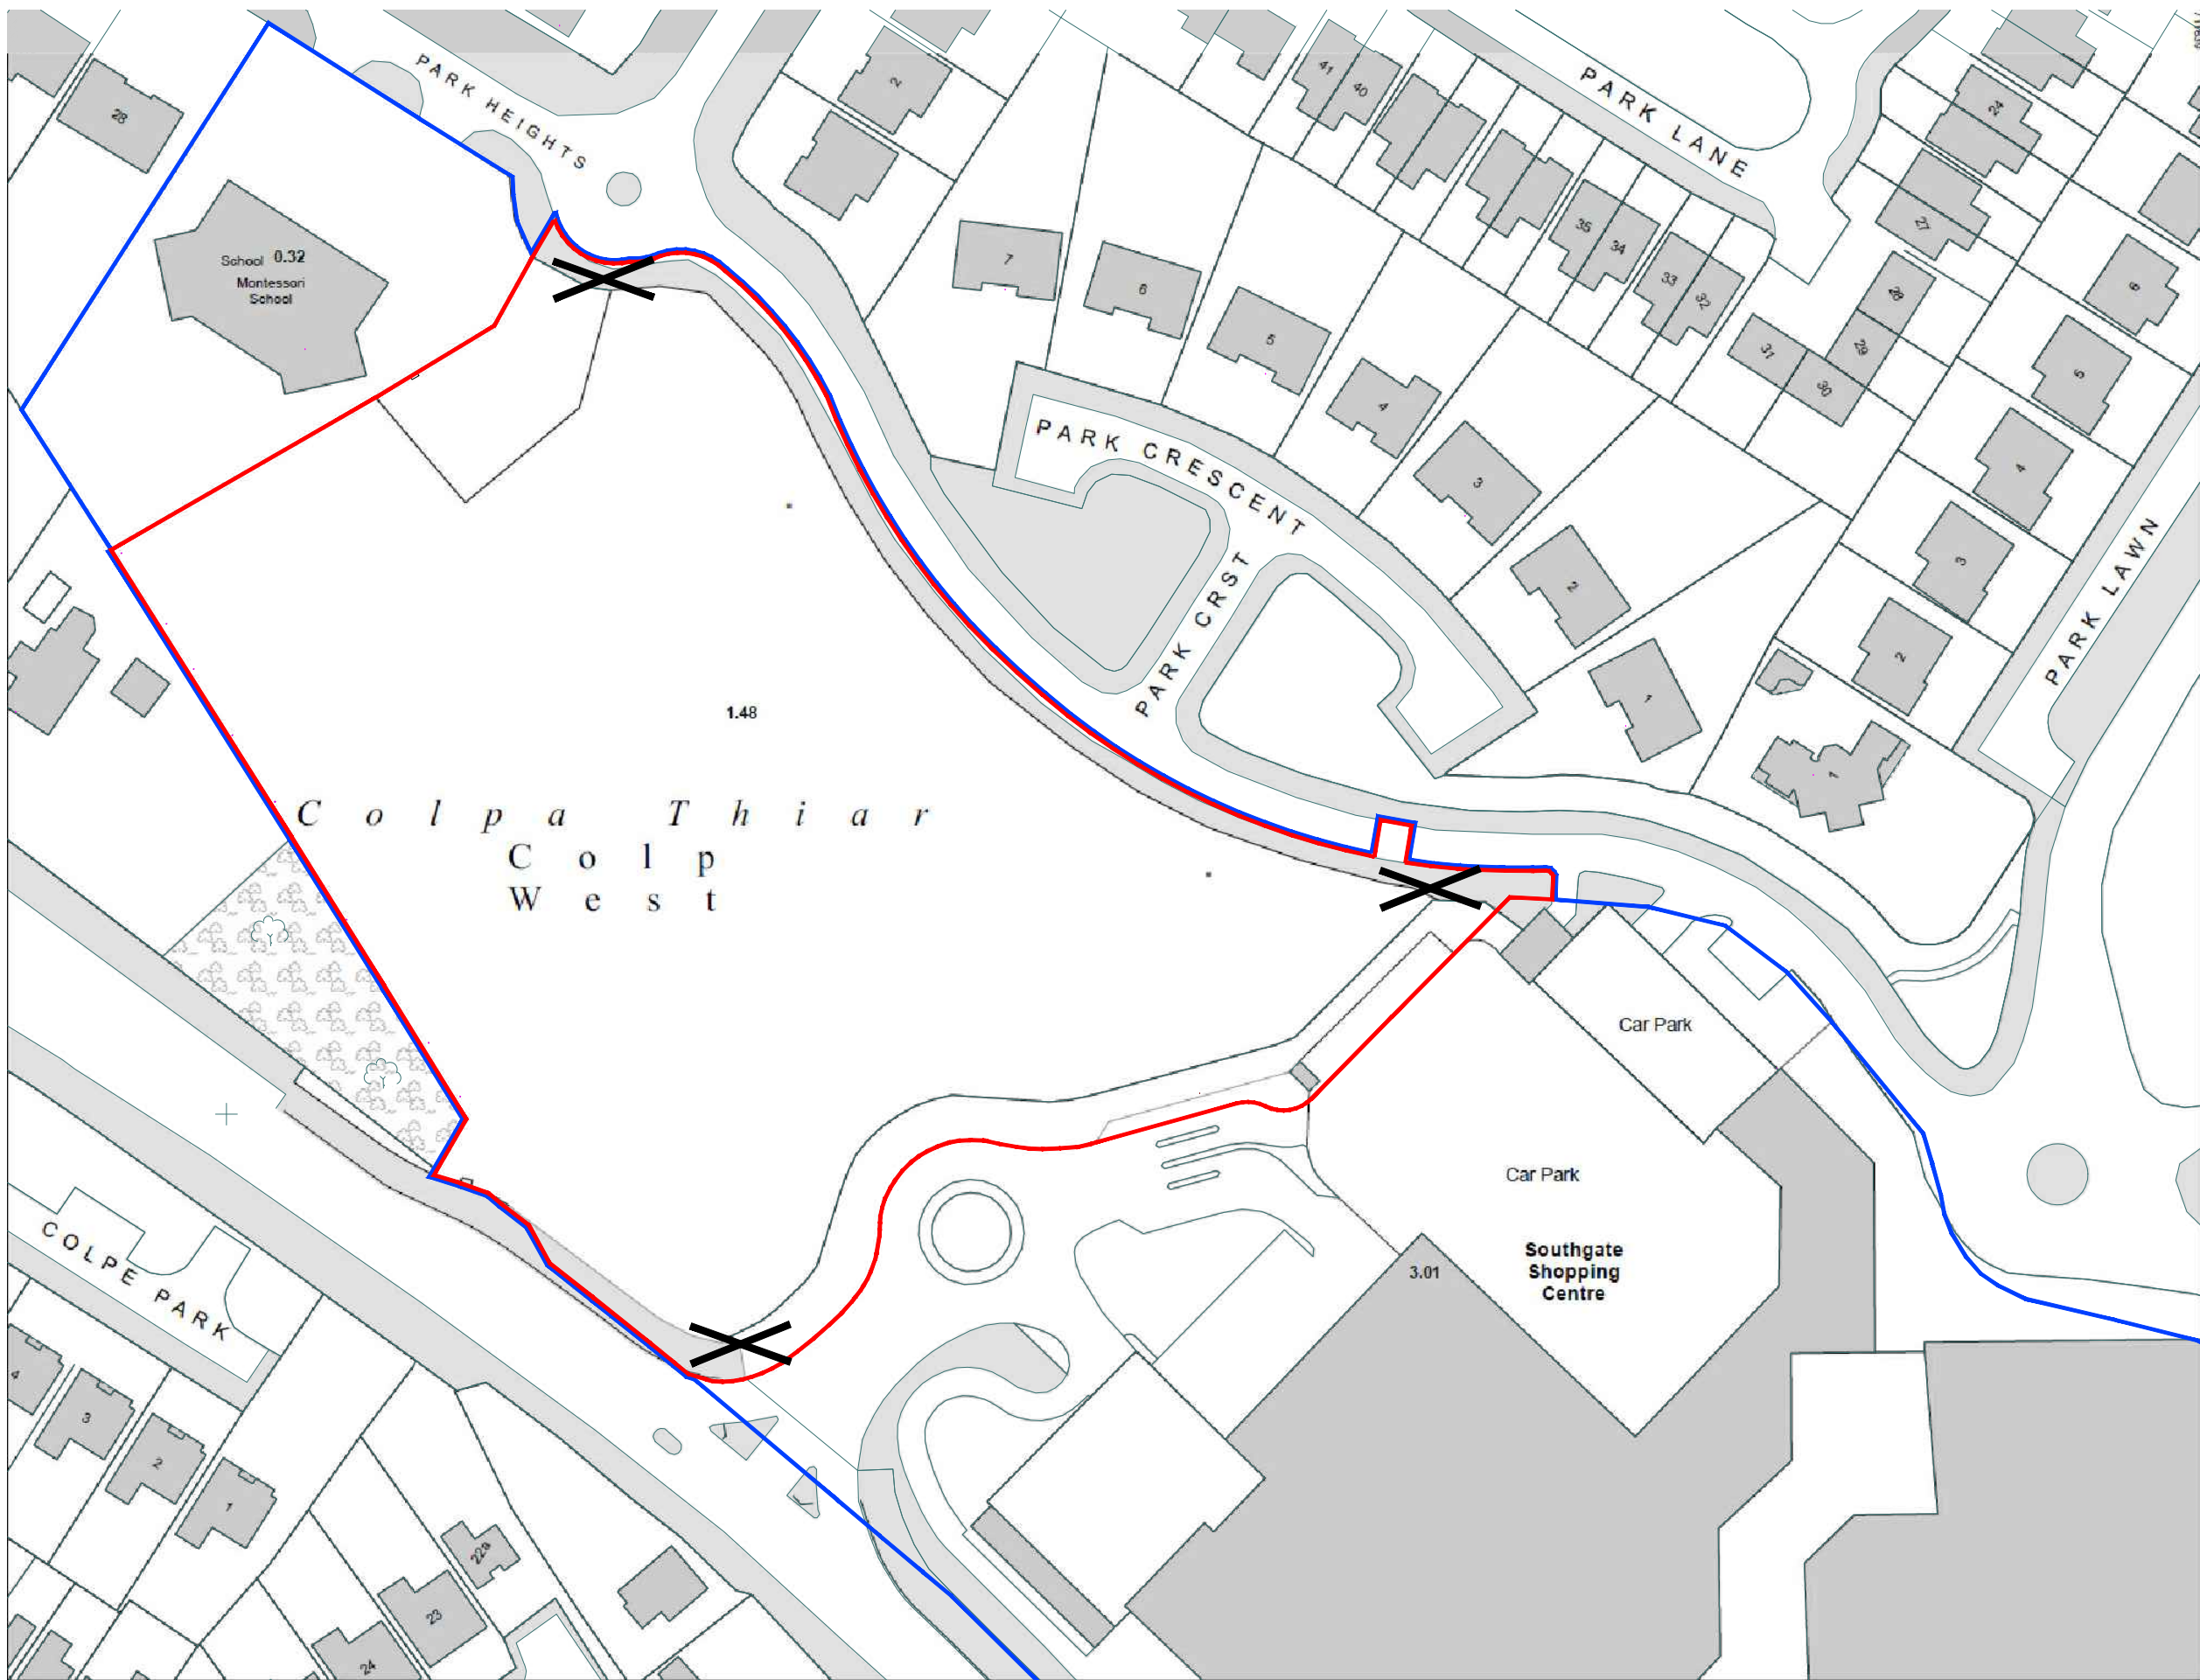 PARK HEIGHTS
PARK LANE
28
2
41
40
24
27
School 0.32
Montessori
School
7
6
5
4
3
2
1
35
34
33
32
31
30
29
28
6
5
4
3
2
1
PARK CRESCENT
PARK CRST
PARK LAWN
1.48
Colpa Thiar
Colp
West
Car Park
Car Park
Southgate
Shopping
Centre
3.01
COLPE PARK
4
3
2
1
22a
23
24